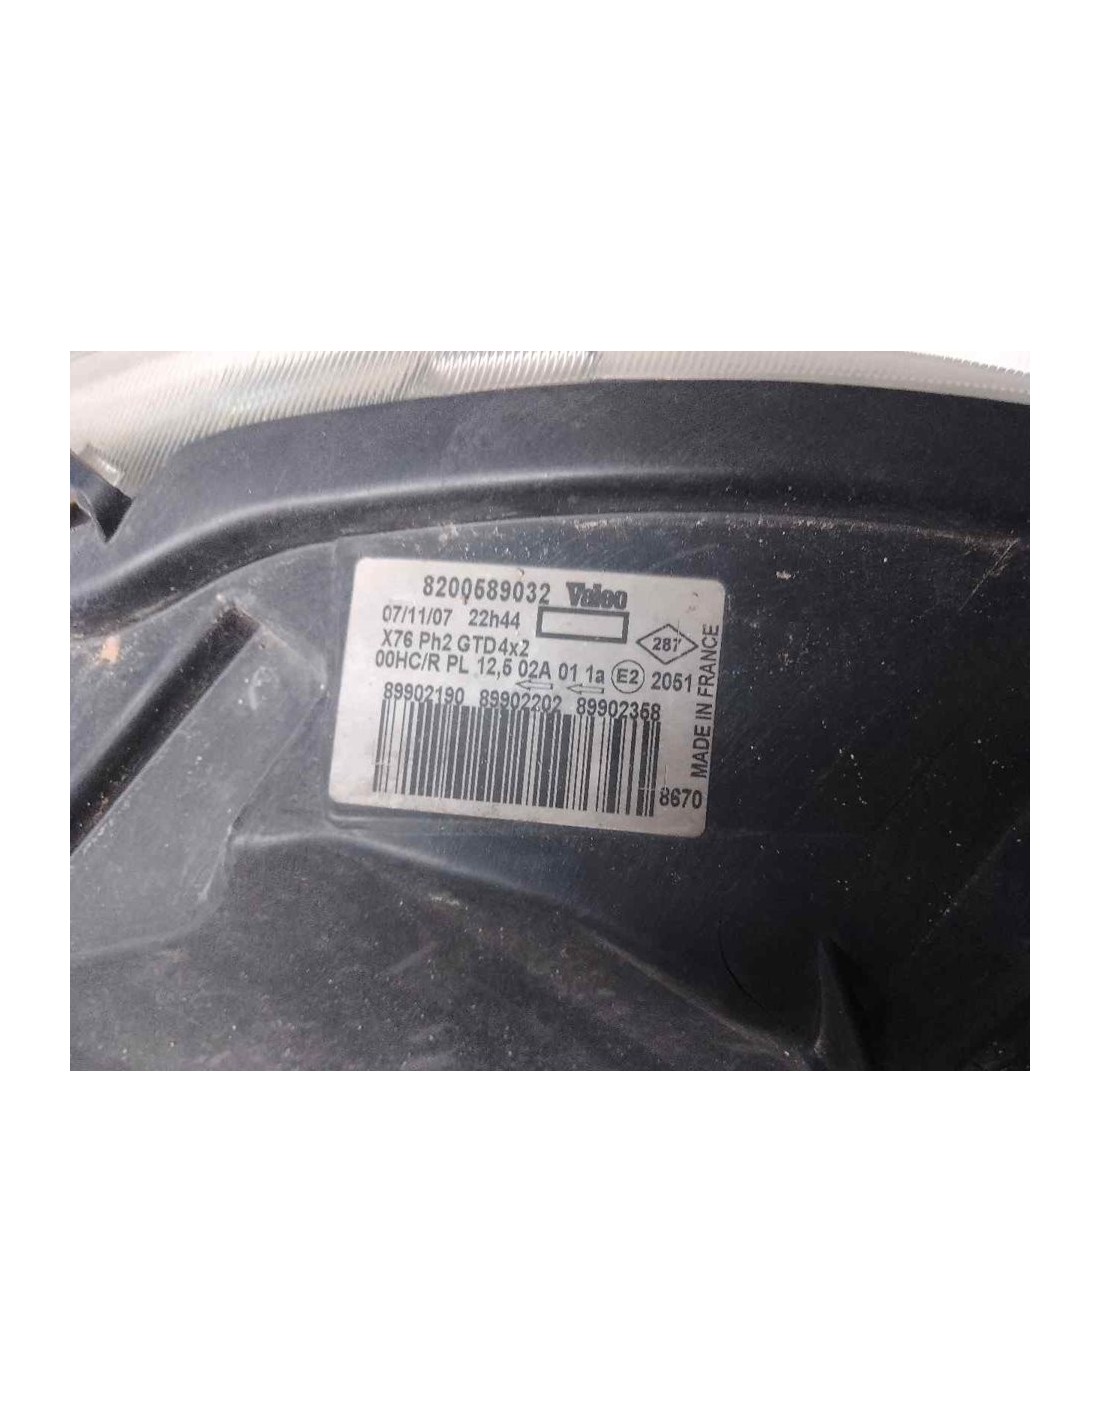 8200589032 Valeo
07/11/07 22h44
X76 Ph2 GTD4x2
287
00HC/R PL 12,5 02A 01 1a E2 2051
89902190 89902202 89902358
8670
MADE IN FRANCE